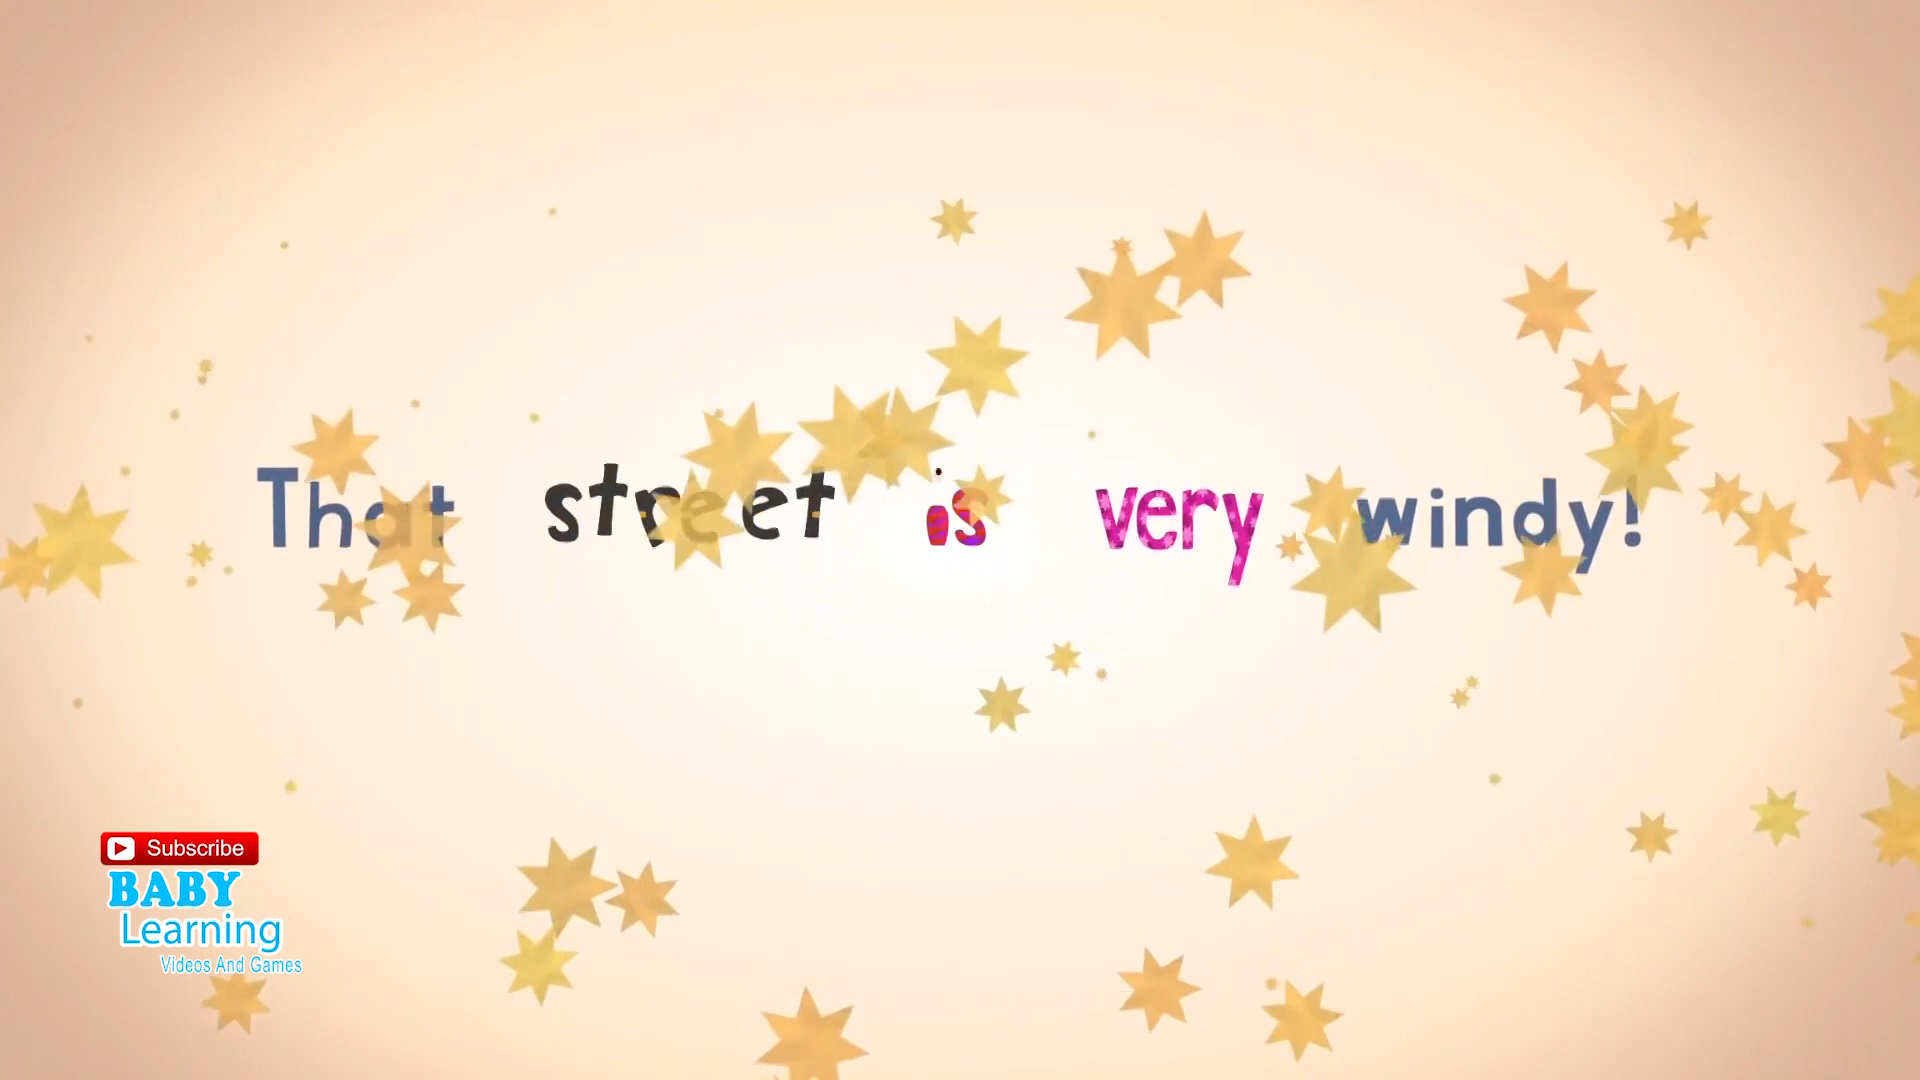 That street is very windy!
Subscribe
BABY
Learning
Videos And Games